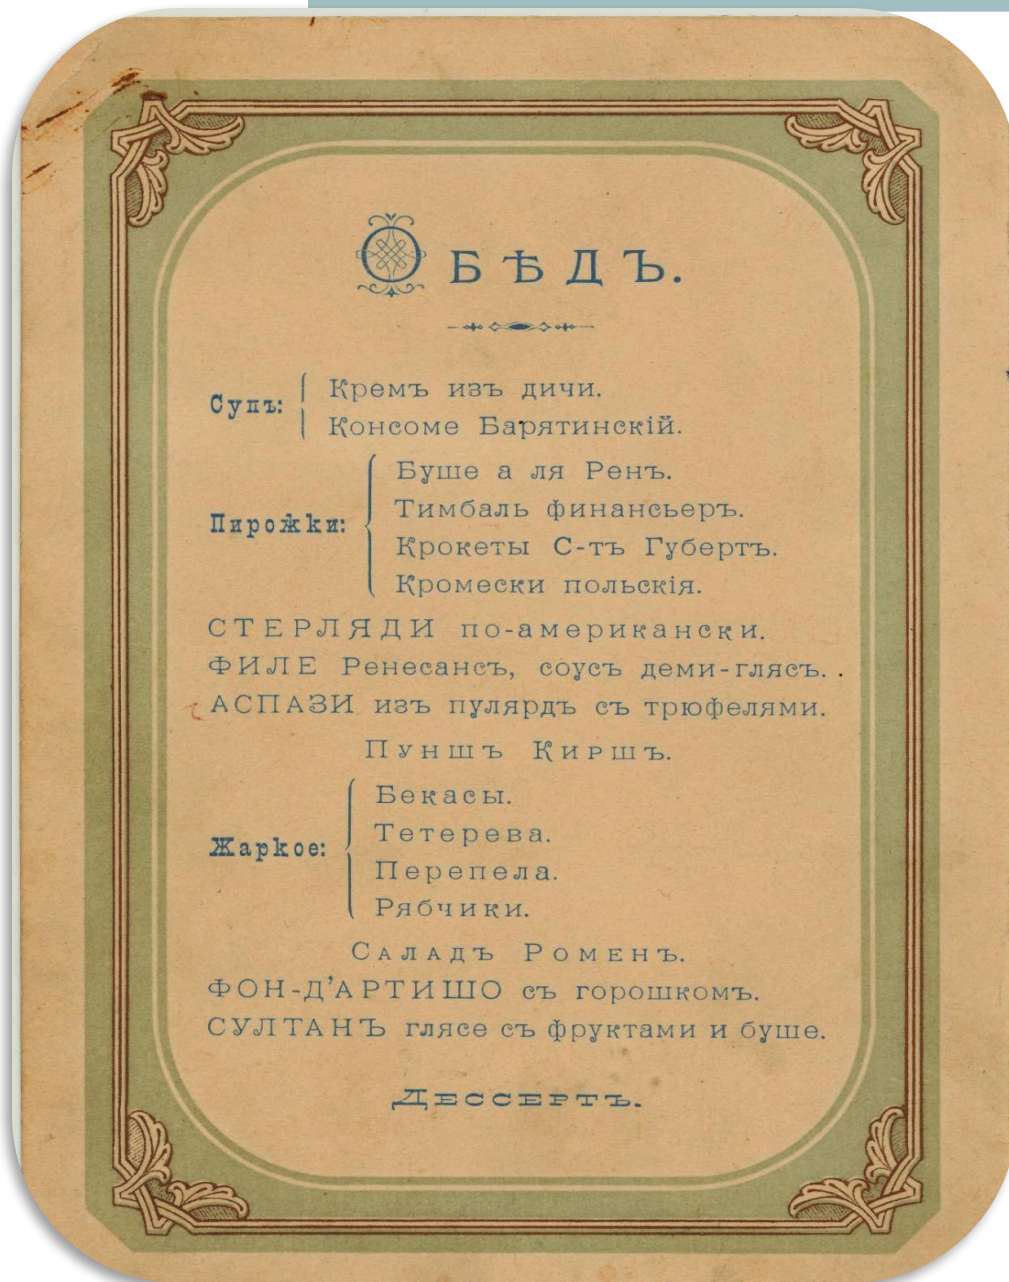 ОБѢДЪ.
Супъ:
Кремъ изъ дичи.
Консоме Барятинскій.
Пирожки:
Буше а ля Ренъ.
Тимбаль финансьеръ.
Крокеты С-тъ Губертъ.
Кромески польскія.
СТЕРЛЯДИ по-американски.
ФИЛЕ Ренесансъ, соусъ деми-гласъ.
АСПАЗИ изъ пулярдъ съ трюфелями.
ПУНШЪ КИРШЪ.
Жаркое:
Бекасы.
Тетерева.
Перепела.
Рябчики.
САЛАДЪ РОМЕНЪ.
ФОН-Д'АРТИШО съ горошкомъ.
СУЛТАНЪ глясе съ фруктами и буше.
ДЕССЕРТЪ.